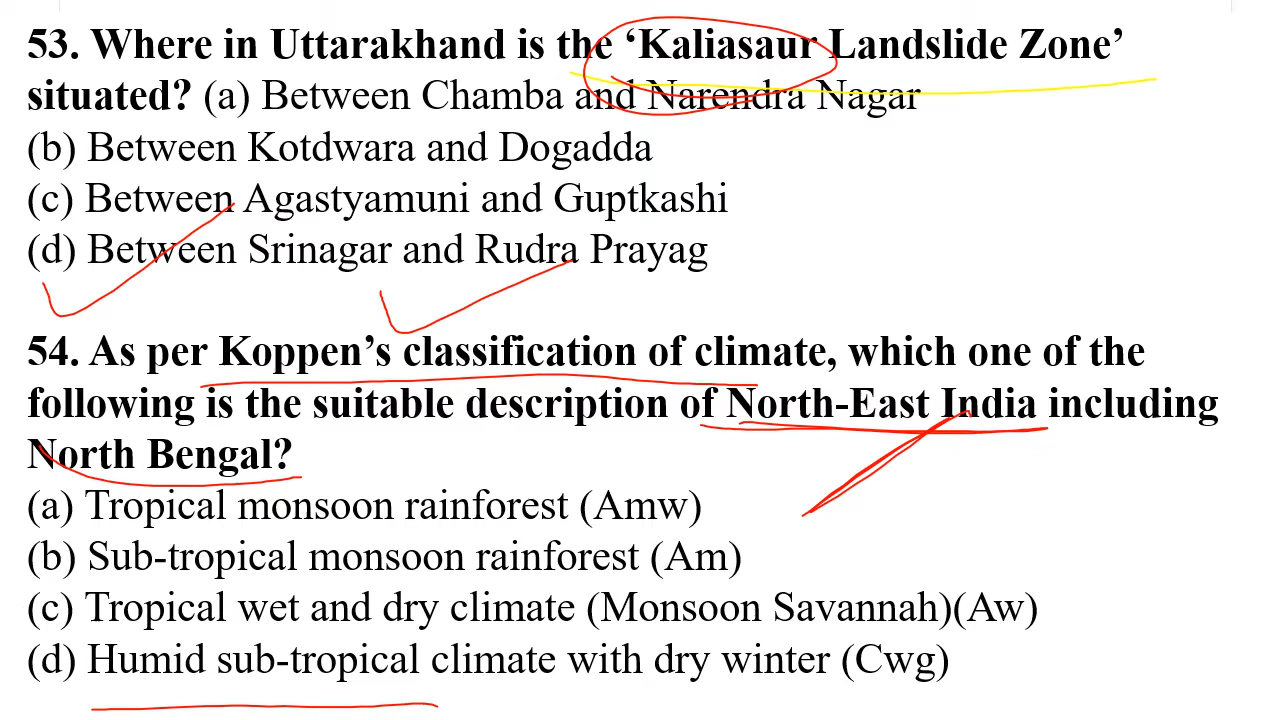 53. Where in Uttarakhand is the ‘Kaliasaur Landslide Zone’
situated? (a) Between Chamba and Narendra Nagar
(b) Between Kotdwara and Dogadda
(c) Between Agastyamuni and Guptkashi
(d) Between Srinagar and Rudra Prayag
54. As per Koppen’s classification of climate, which one of the
following is the suitable description of North-East India including
North Bengal?
(a) Tropical monsoon rainforest (Amw)
(b) Sub-tropical monsoon rainforest (Am)
(c) Tropical wet and dry climate (Monsoon Savannah)(Aw)
(d) Humid sub-tropical climate with dry winter (Cwg)